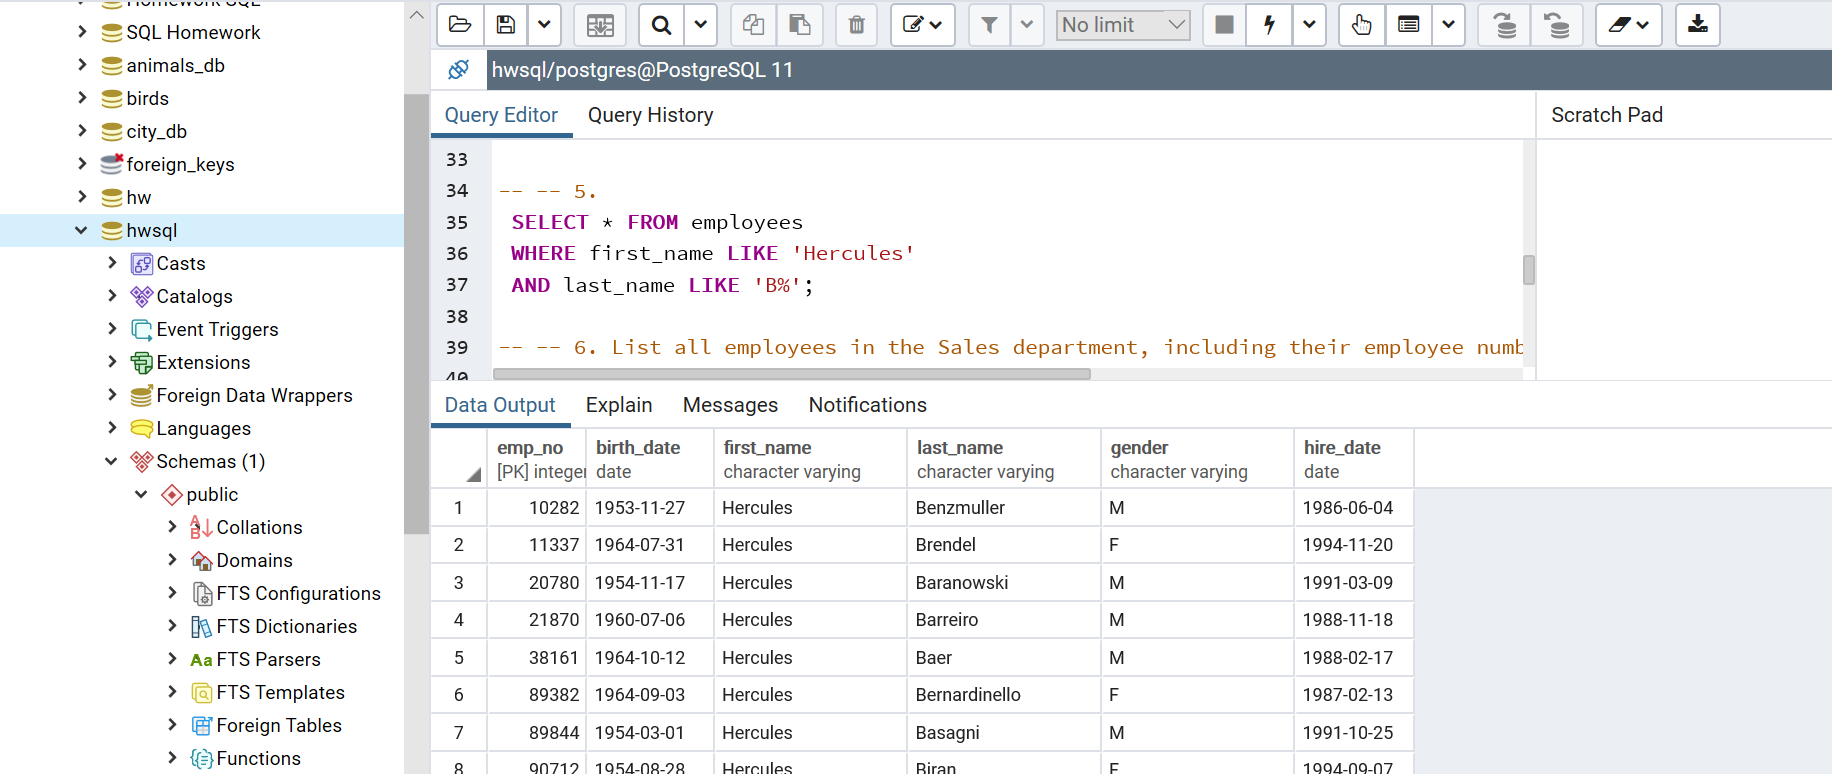 Homework SQL
SQL Homework
animals_db
birds
city_db
foreign_keys
hw
hwsql
Casts
Catalogs
Event Triggers
Extensions
Foreign Data Wrappers
Languages
Schemas (1)
public
Collations
Domains
FTS Configurations
FTS Dictionaries
Aa FTS Parsers
FTS Templates
Foreign Tables
Functions
No limit
hwsql/postgres@PostgreSQL 11
Query Editor Query History
Scratch Pad
33
34 -- -- 5.
35 SELECT * FROM employees
36 WHERE first_name LIKE 'Hercules'
37 AND last_name LIKE 'B%';
38
39 -- -- 6. List all employees in the Sales department, including their employee numb
40
Data Output Explain Messages Notifications
emp_no birth_date first_name last_name gender hire_date
[PK] integer date character varying character varying character varying date
1 10282 1953-11-27 Hercules Benzmuller M 1986-06-04
2 11337 1964-07-31 Hercules Brendel F 1994-11-20
3 20780 1954-11-17 Hercules Baranowski M 1991-03-09
4 21870 1960-07-06 Hercules Barreiro M 1988-11-18
5 38161 1964-10-12 Hercules Baer M 1988-02-17
6 89382 1964-09-03 Hercules Bernardinello F 1987-02-13
7 89844 1954-03-01 Hercules Basagni M 1991-10-25
8 90712 1954-08-28 Hercules Biran F 1994-09-07